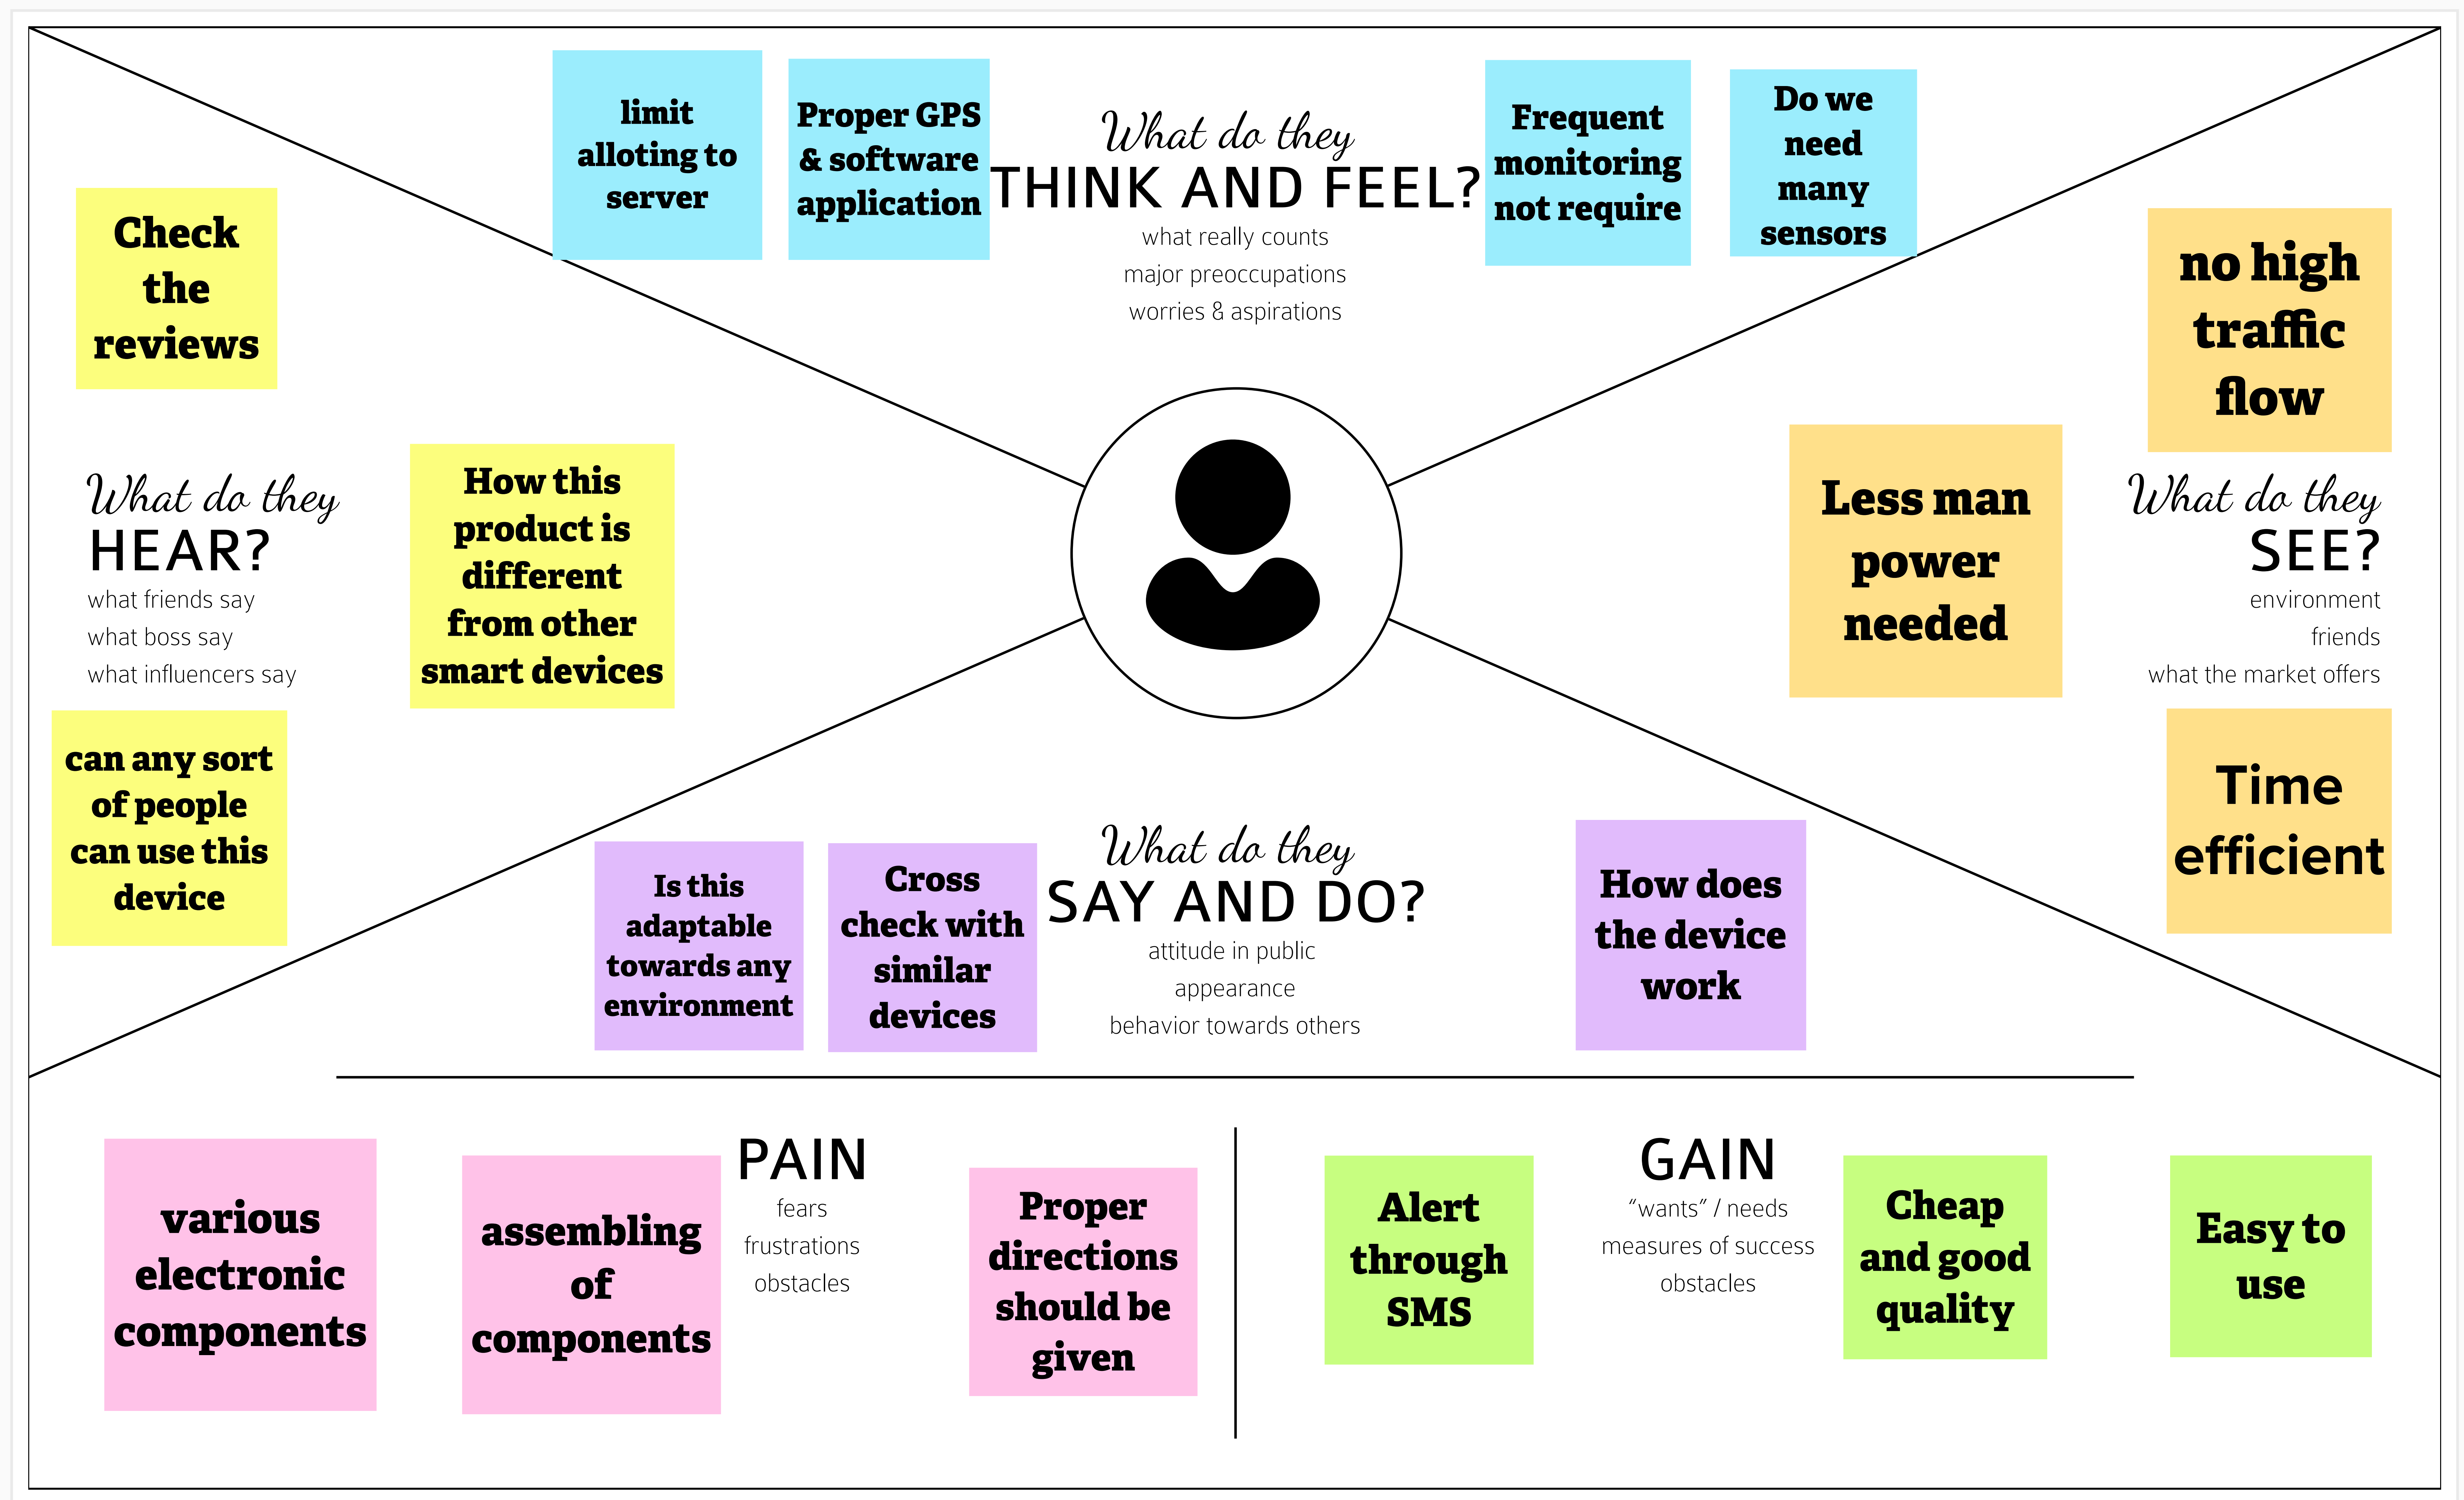 limit
alloting to
server
Proper GPS
& software
application
What do they
THINK AND FEEL?
what really counts
major preoccupations
worries & aspirations
Frequent
monitoring
not require
Do we
need
many
sensors
Check
the
reviews
What do they
HEAR?
what friends say
what boss say
what influencers say
How this
product is
different
from other
smart devices
can any sort
of people
can use this
device
no high
traffic
flow
Less man
power
needed
What do they
SEE?
environment
friends
what the market offers
Time
efficient
Is this
adaptable
towards any
environment
Cross
check with
similar
devices
What do they
SAY AND DO?
attitude in public
appearance
behavior towards others
How does
the device
work
various
electronic
components
assembling
of
components
PAIN
fears
frustrations
obstacles
Proper
directions
should be
given
Alert
through
SMS
GAIN
“wants” / needs
measures of success
obstacles
Cheap
and good
quality
Easy to
use